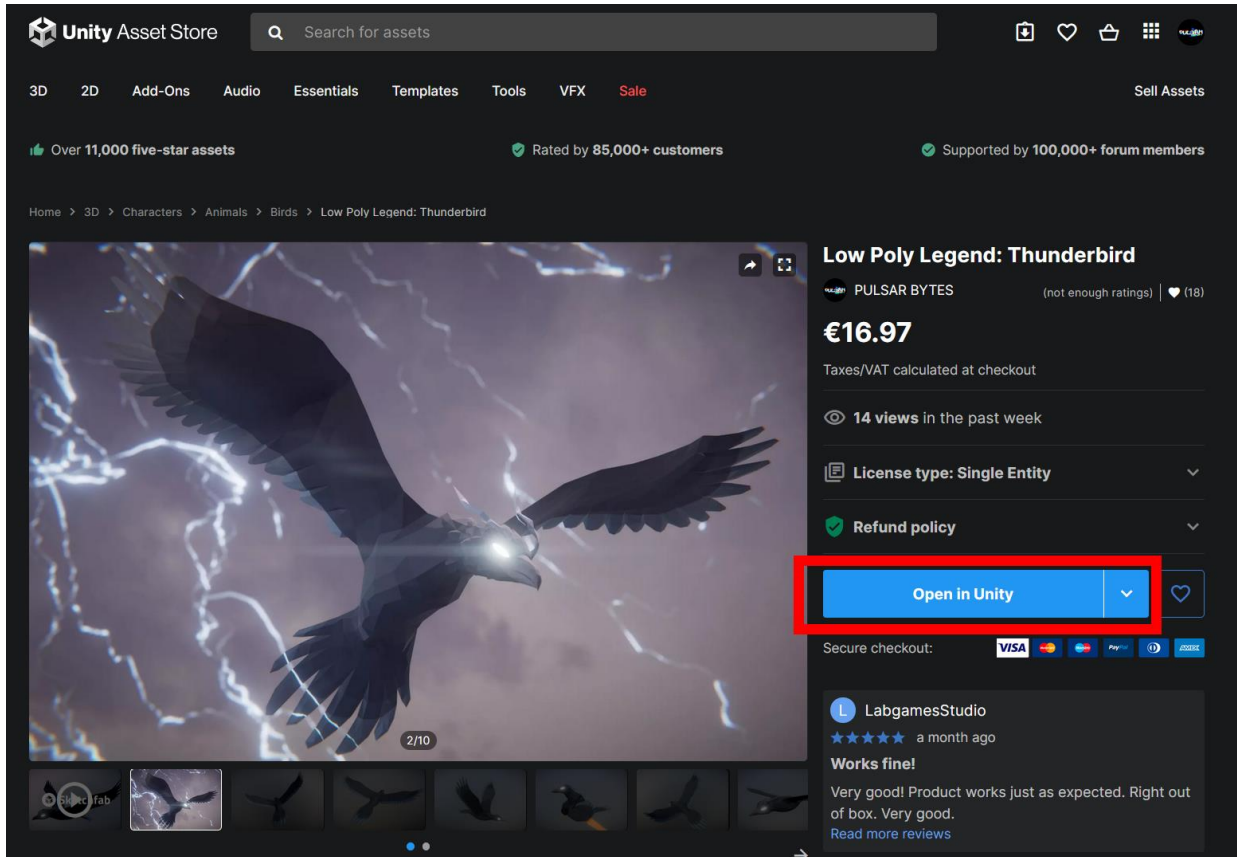 Unity Asset Store
Search for assets
3D 2D Add-Ons Audio Essentials Templates Tools VFX Sale Sell Assets
Over 11,000 five-star assets Rated by 85,000+ customers Supported by 100,000+ forum members
Home > 3D > Characters > Animals > Birds > Low Poly Legend: Thunderbird
Low Poly Legend: Thunderbird
PULSAR BYTES (not enough ratings) (18)
€16.97
Taxes/VAT calculated at checkout
14 views in the past week
License type: Single Entity
Refund policy
Open in Unity
Secure checkout: VISA PayPal
2/10
Sketchfab
L LabgamesStudio
a month ago
Works fine!
Very good! Product works just as expected. Right out
of box. Very good.
Read more reviews